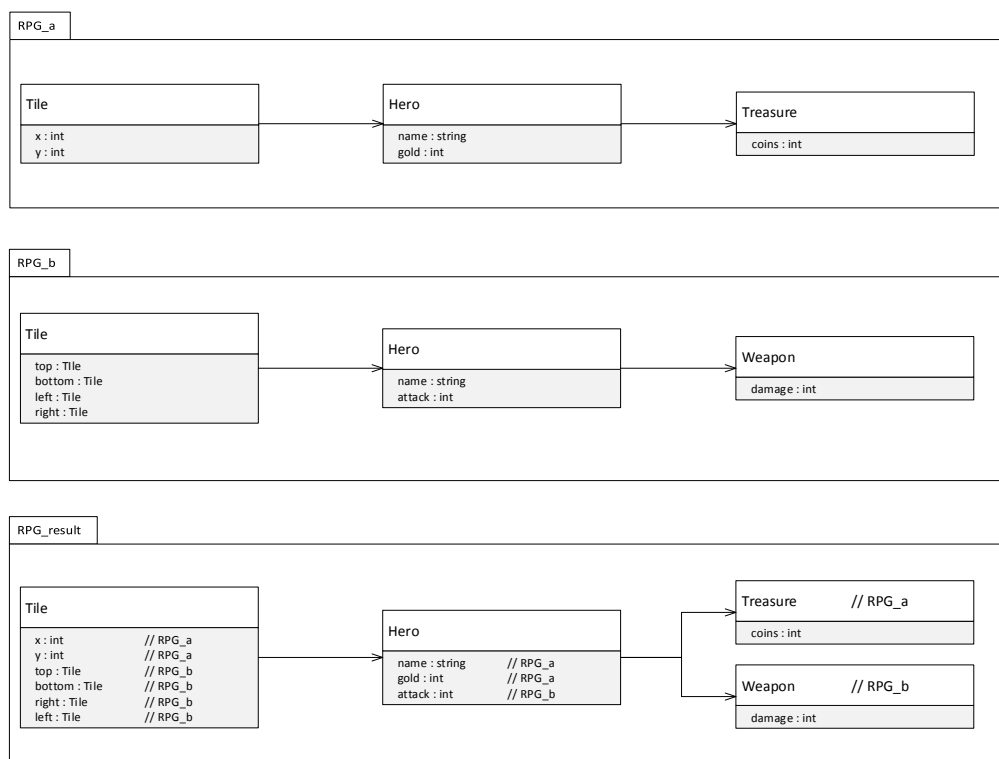 RPG_a
Tile
x : int
y : int
Hero
name : string
gold : int
Treasure
coins : int
RPG_b
Tile
top : TIle
bottom : Tile
left : Tile
right : Tile
Hero
name : string
attack : int
Weapon
damage : int
RPG_result
Tile
x : int // RPG_a
y : int // RPG_a
top : Tile // RPG_b
bottom : Tile // RPG_b
right : Tile // RPG_b
left : Tile // RPG_b
Hero
name : string // RPG_a
gold : int // RPG_a
attack : int // RPG_b
Treasure // RPG_a
coins : int
Weapon // RPG_b
damage : int